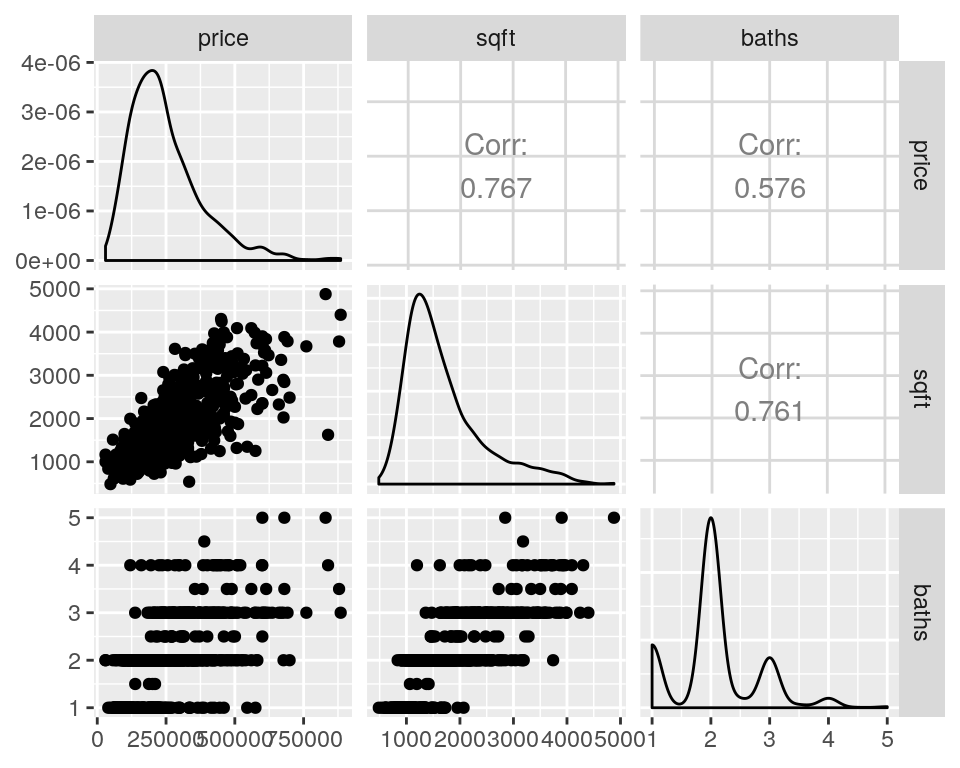 price sqft baths
4e-06
3e-06
2e-06
1e-06
0e+00
Corr:
0.767
Corr:
0.576
price
5000
4000
3000
2000
1000
Corr:
0.761
sqft
5
4
3
2
1
baths
0 250000 500000 750000
1000 2000 3000 4000 5000
1 2 3 4 5